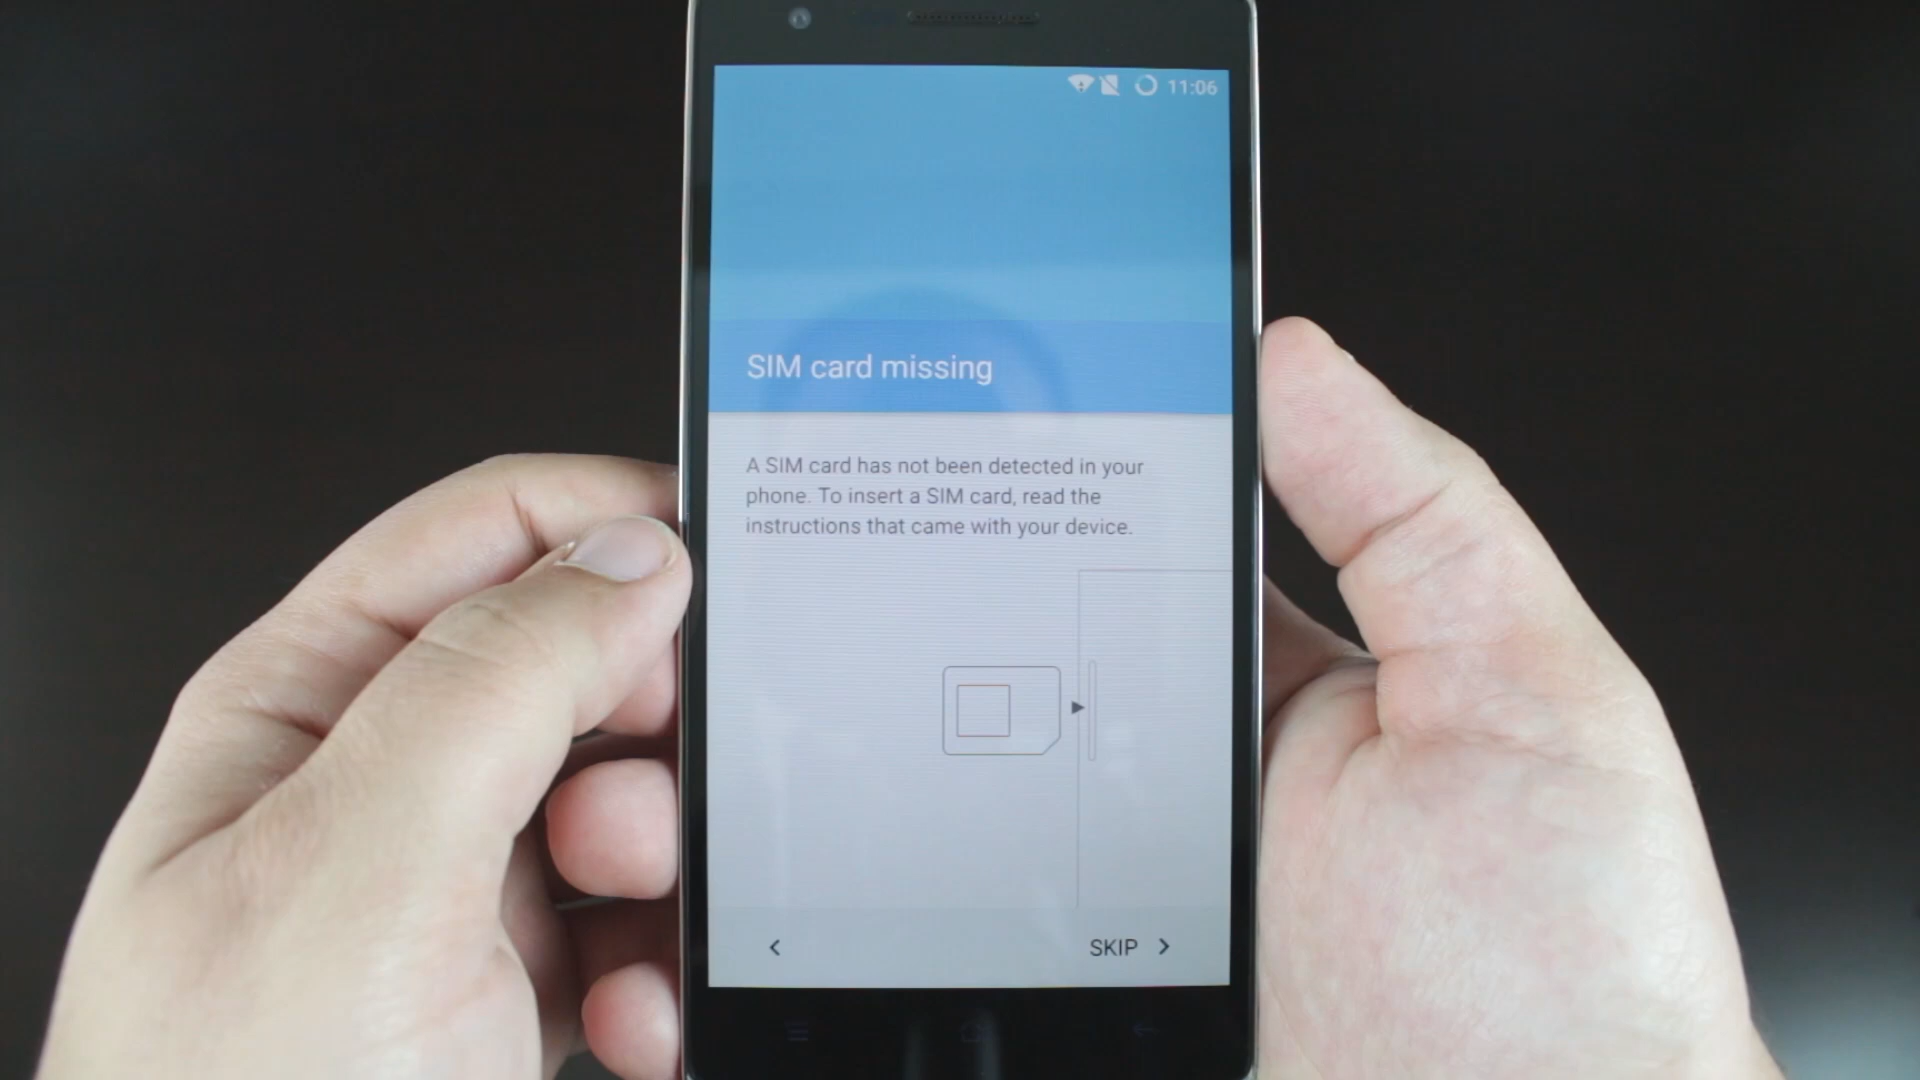 11:06
SIM card missing
A SIM card has not been detected in your
phone. To insert a SIM card, read the
instructions that came with your device.
SKIP